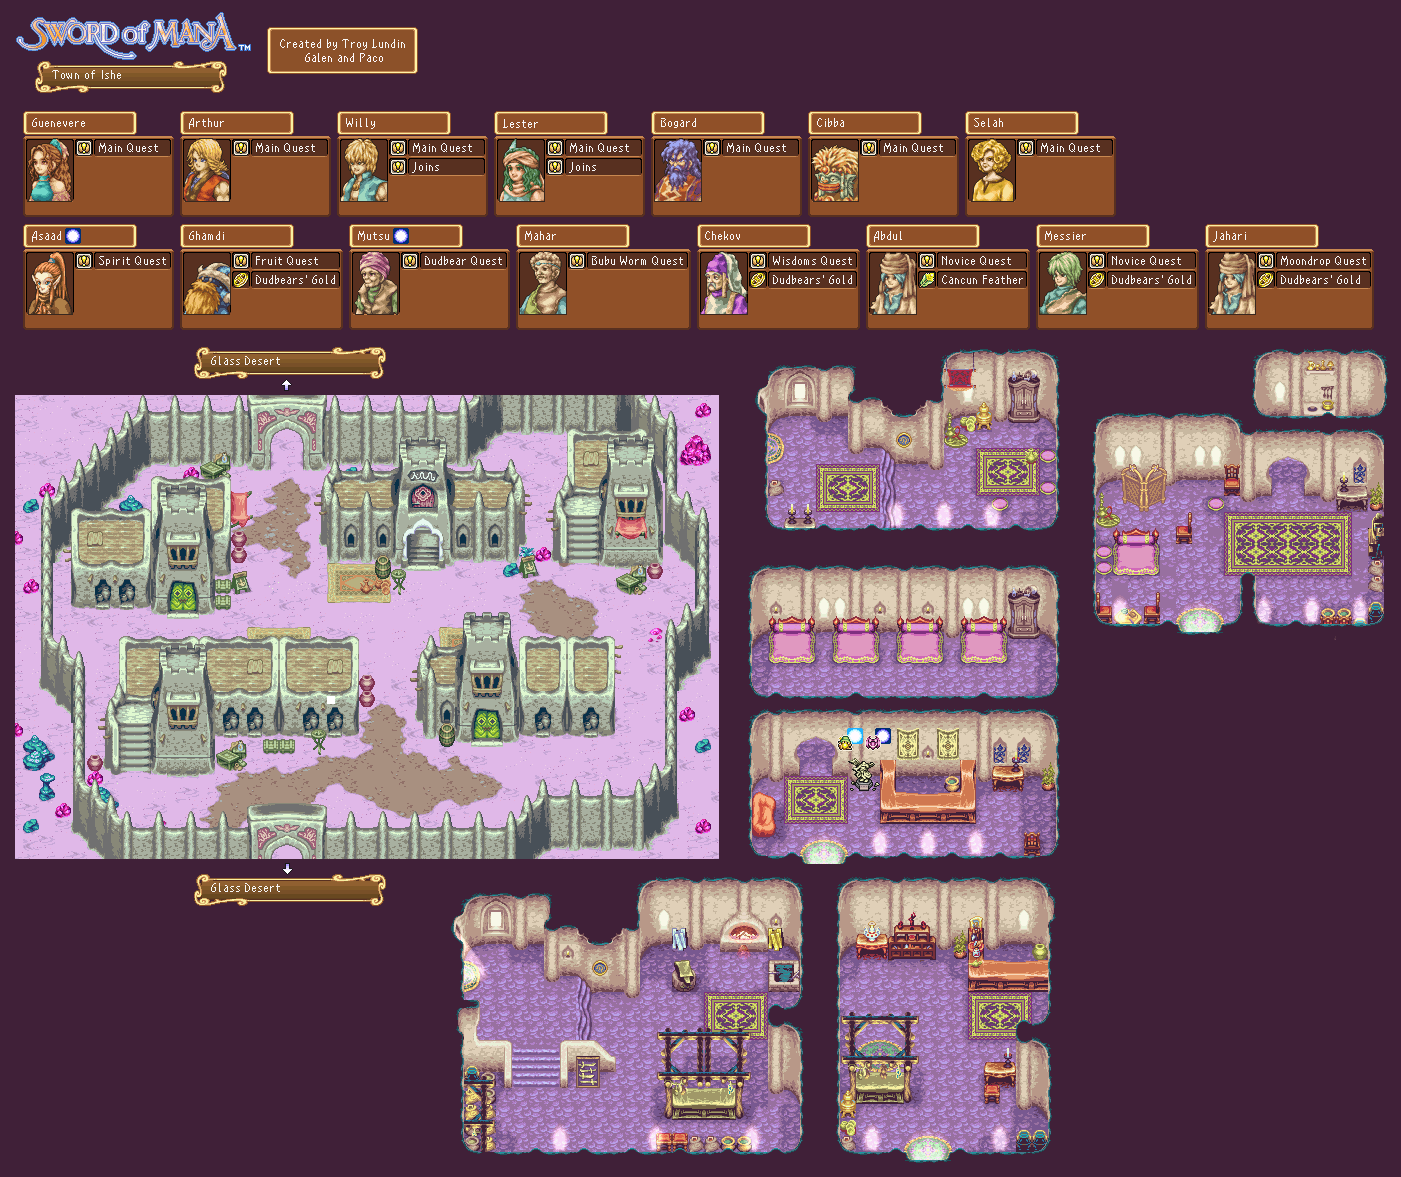 SWORD of MANA™
Town of Ishe
Created by Troy Lundin
Galen and Paco
Guenevere
Main Quest
Arthur
Main Quest
Willy
Main Quest
Joins
Lester
Main Quest
Joins
Bogard
Main Quest
Cibba
Main Quest
Selah
Main Quest
Asaad
Spirit Quest
Ghamdi
Fruit Quest
Dudbears' Gold
Mutsu
Dudbear Quest
Mahar
Bubu Worm Quest
Chekov
Wisdoms Quest
Dudbears' Gold
Abdul
Novice Quest
Cancun Feather
Messier
Novice Quest
Dudbears' Gold
Jahari
Moondrop Quest
Dudbears' Gold
Glass Desert
Glass Desert